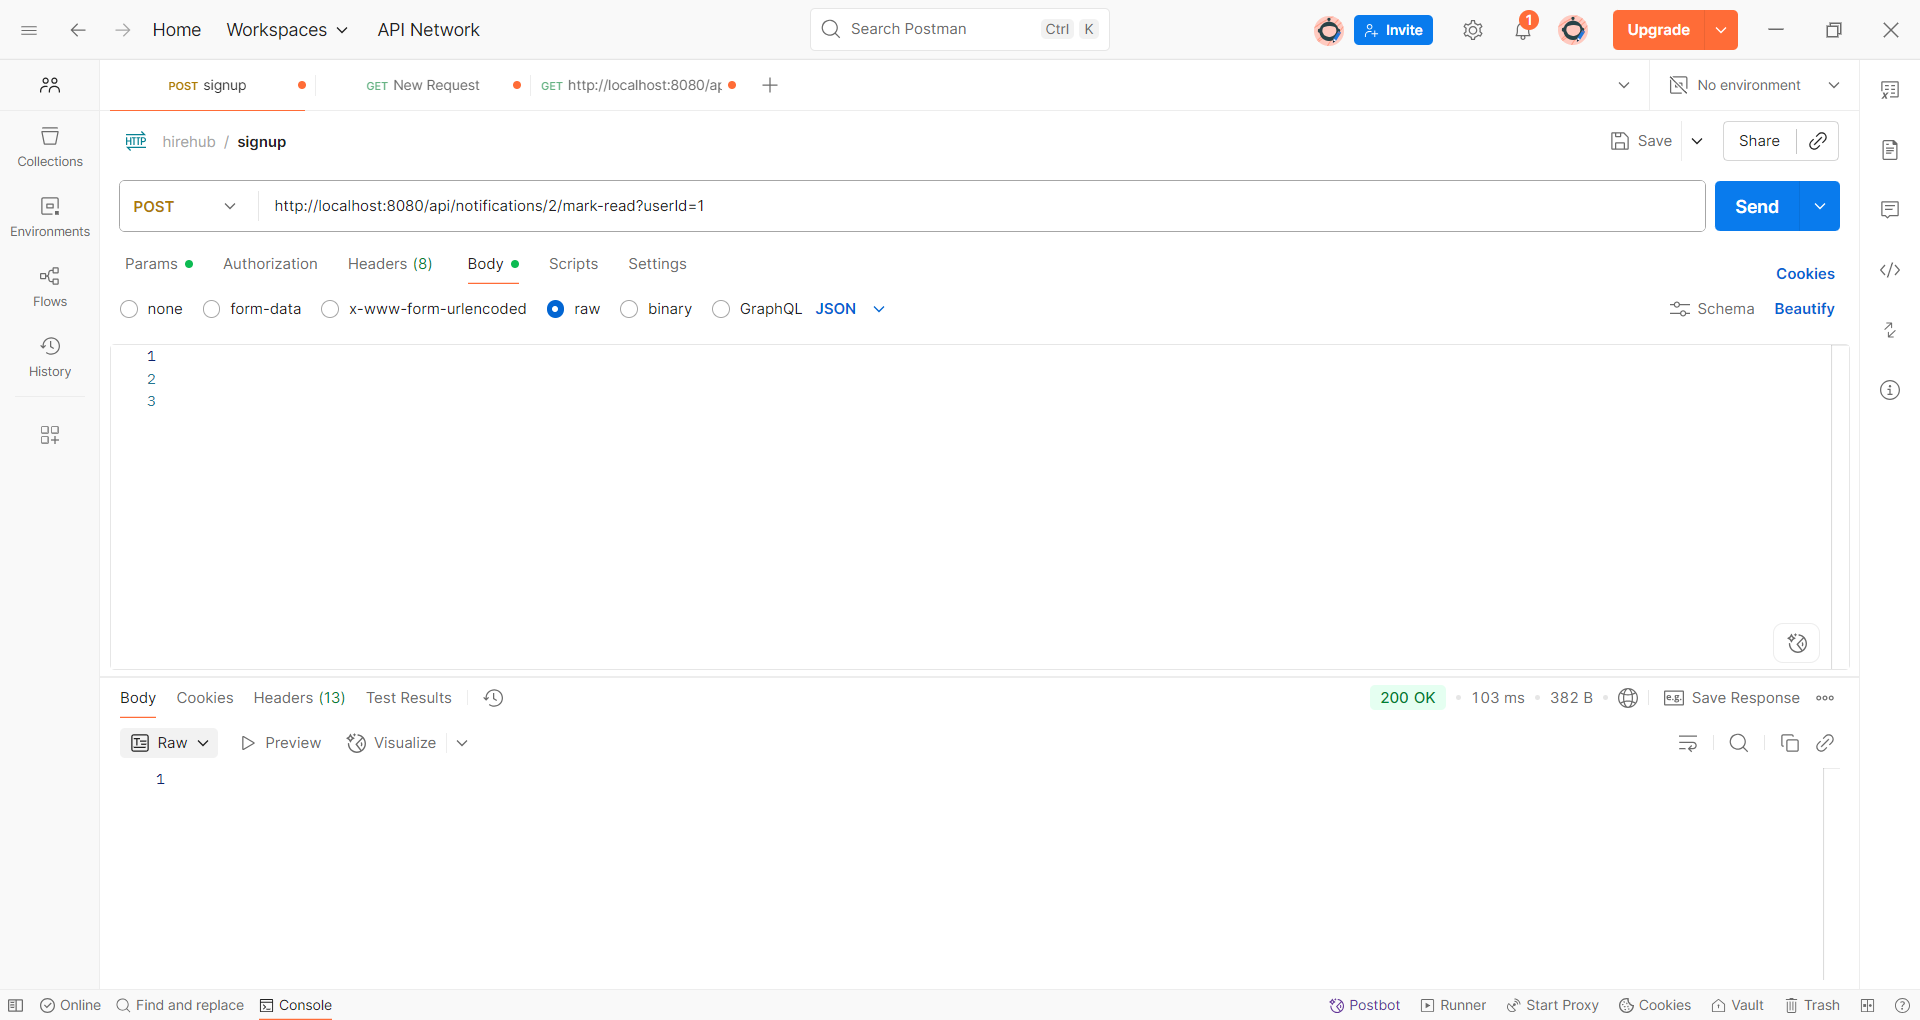 Home Workspaces API Network Search Postman Ctrl K Invite 1 Upgrade
POST signup GET New Request GET http://localhost:8080/ap No environment
HTTP hirehub / signup Save Share
POST http://localhost:8080/api/notifications/2/mark-read?userId=1 Send
Collections
Environments
Flows
History
Params Authorization Headers (8) Body Scripts Settings Cookies
none form-data x-www-form-urlencoded raw binary GraphQL JSON Schema Beautify
1
2
3
Body Cookies Headers (13) Test Results 200 OK • 103 ms • 382 B • e.g. Save Response
Raw Preview Visualize
1
Online Find and replace Console Postbot Runner Start Proxy Cookies Vault Trash